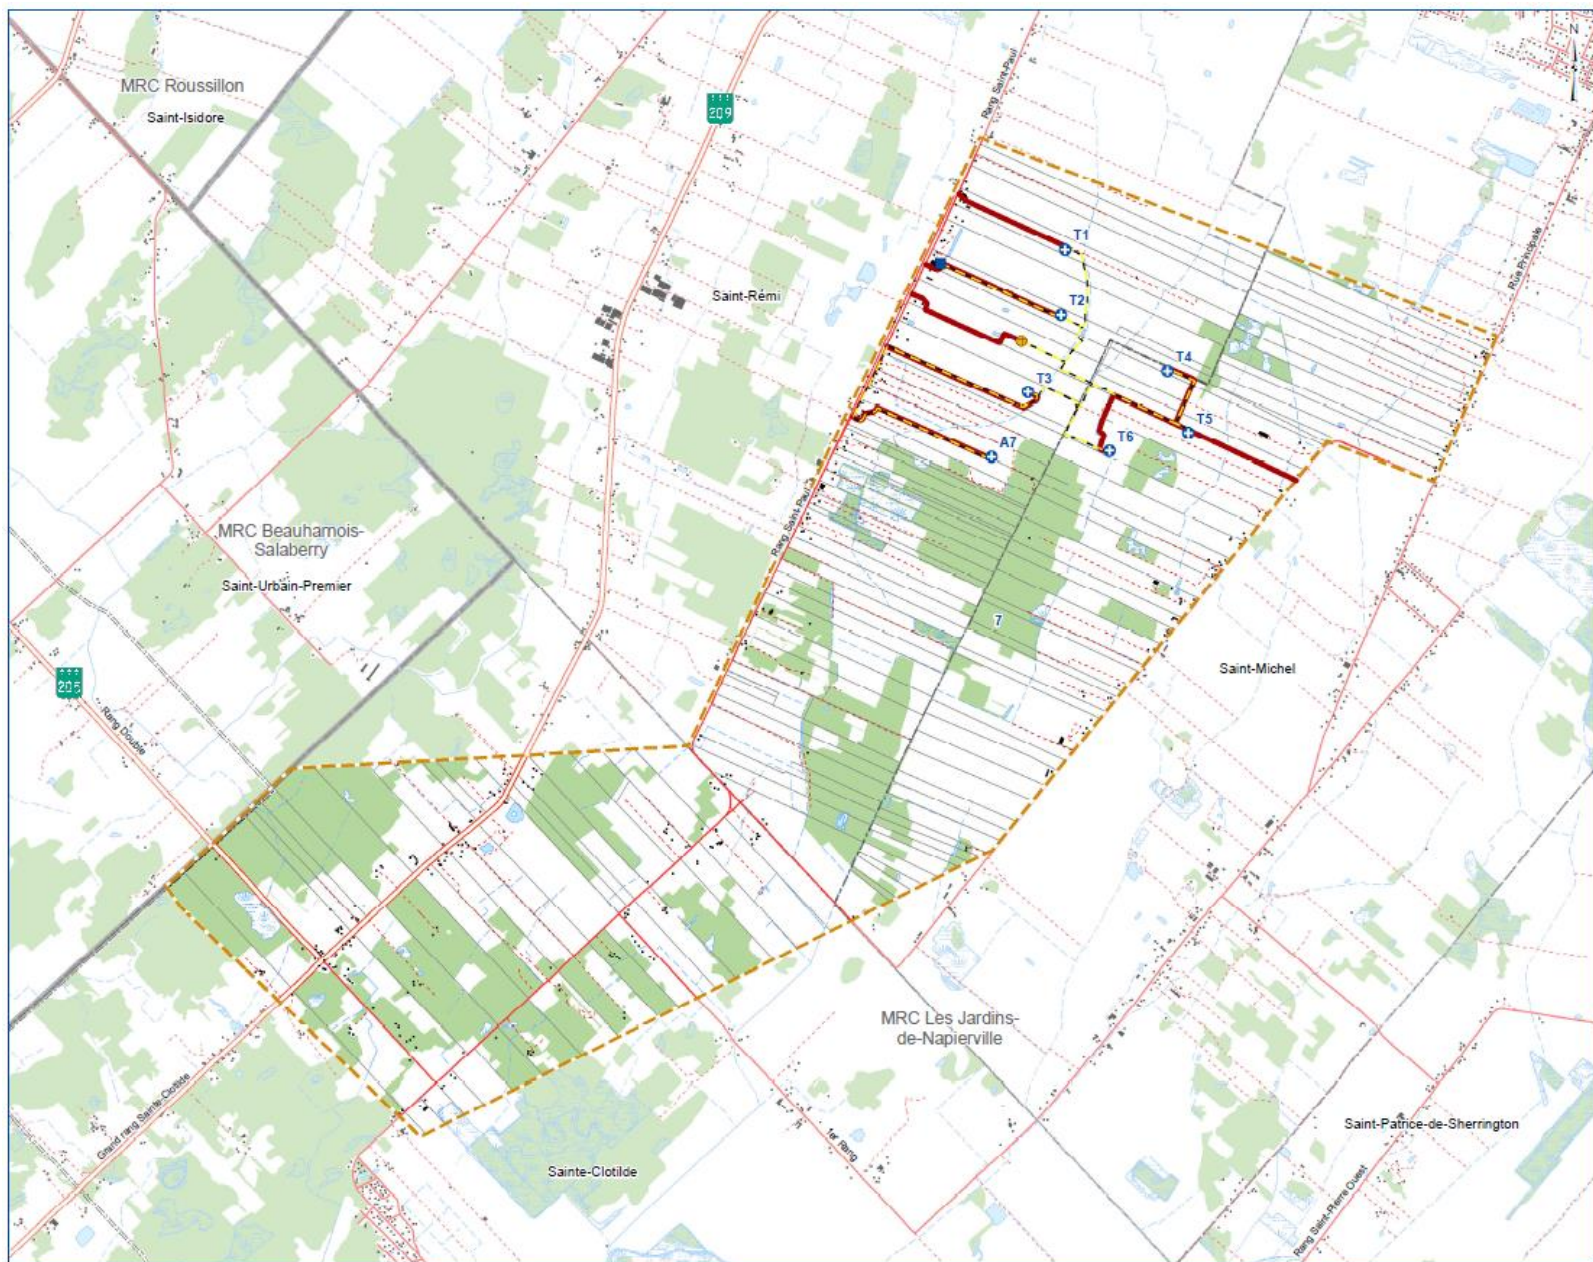 N
MRC Roussillon
Saint-Isidore
209
Rang Saint-Paul
Rue Principale
T1
Saint-Rémi
T2
T4
T3
T5
T6
A7
Rang Saint-Paul
MRC Beauharnois-
Salaberry
Saint-Urbain-Premier
7
205
Saint-Michel
Rang Double
MRC Les Jardins-
de-Napierville
Grand rang Sainte-Clotilde
Saint-Patrice-de-Sherrington
1er Rang
Sainte-Clotilde
Rang Saint-Pierre Ouest